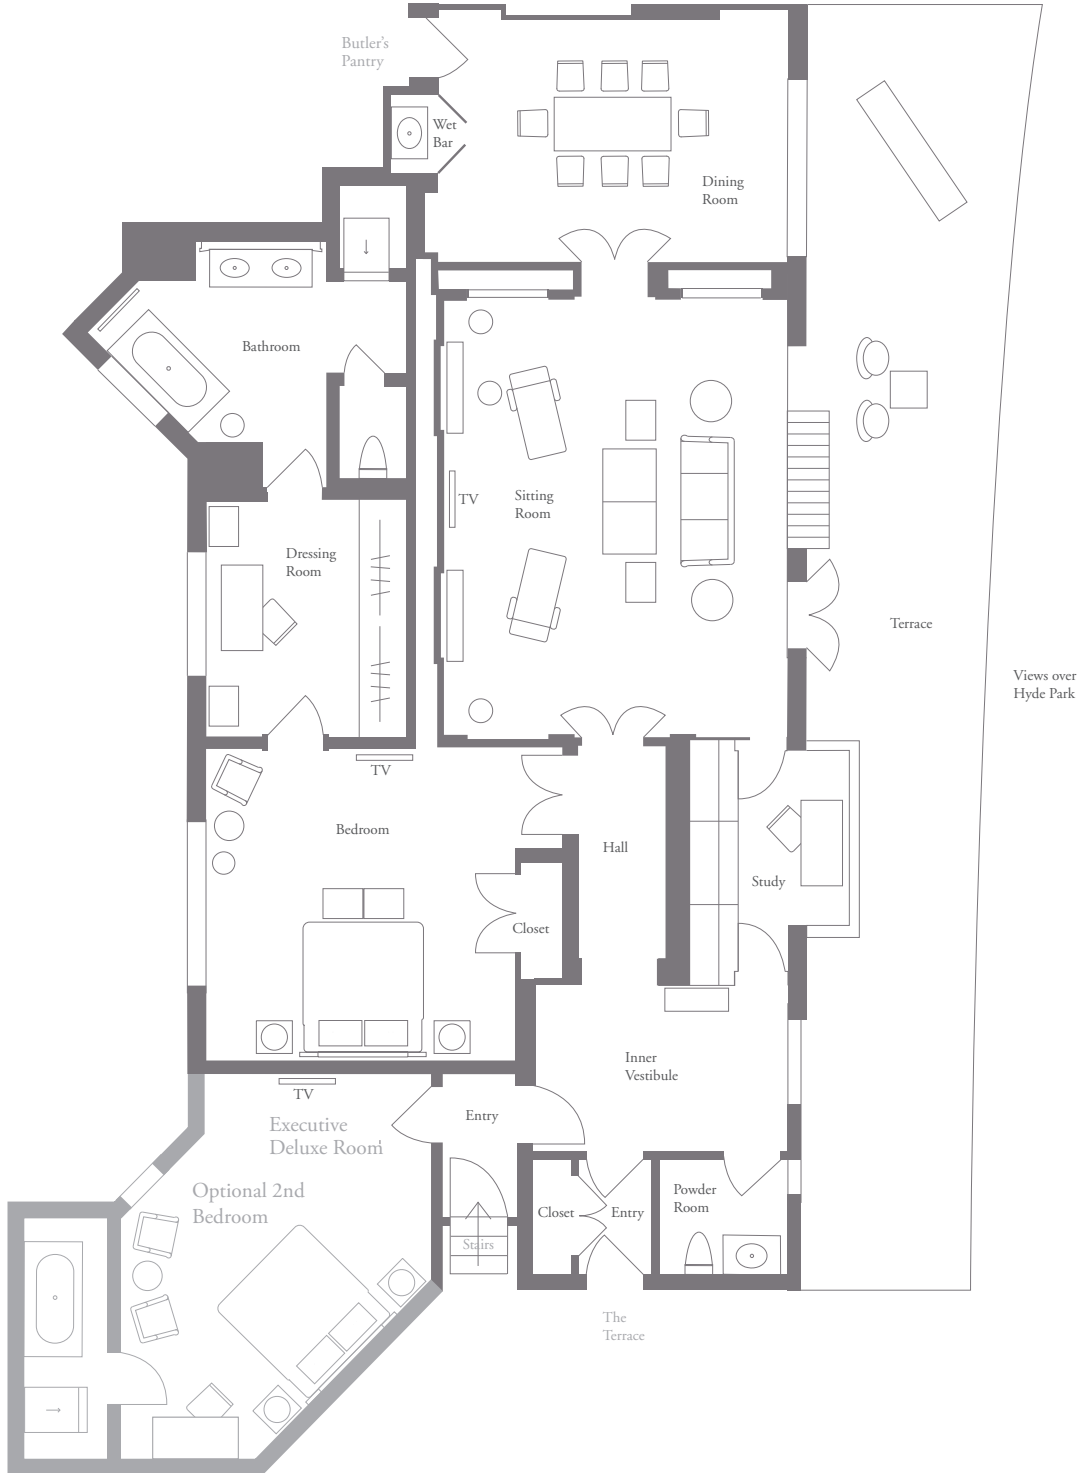 Butler's
Pantry
Wet
Bar
Dining
Room
Bathroom
TV
Sitting
Room
Dressing
Room
Terrace
Views over
Hyde Park
TV
Bedroom
Hall
Study
Closet
Inner
Vestibule
TV
Entry
Executive
Deluxe Room
Optional 2nd
Bedroom
Powder
Room
Closet
Entry
Stairs
The
Terrace